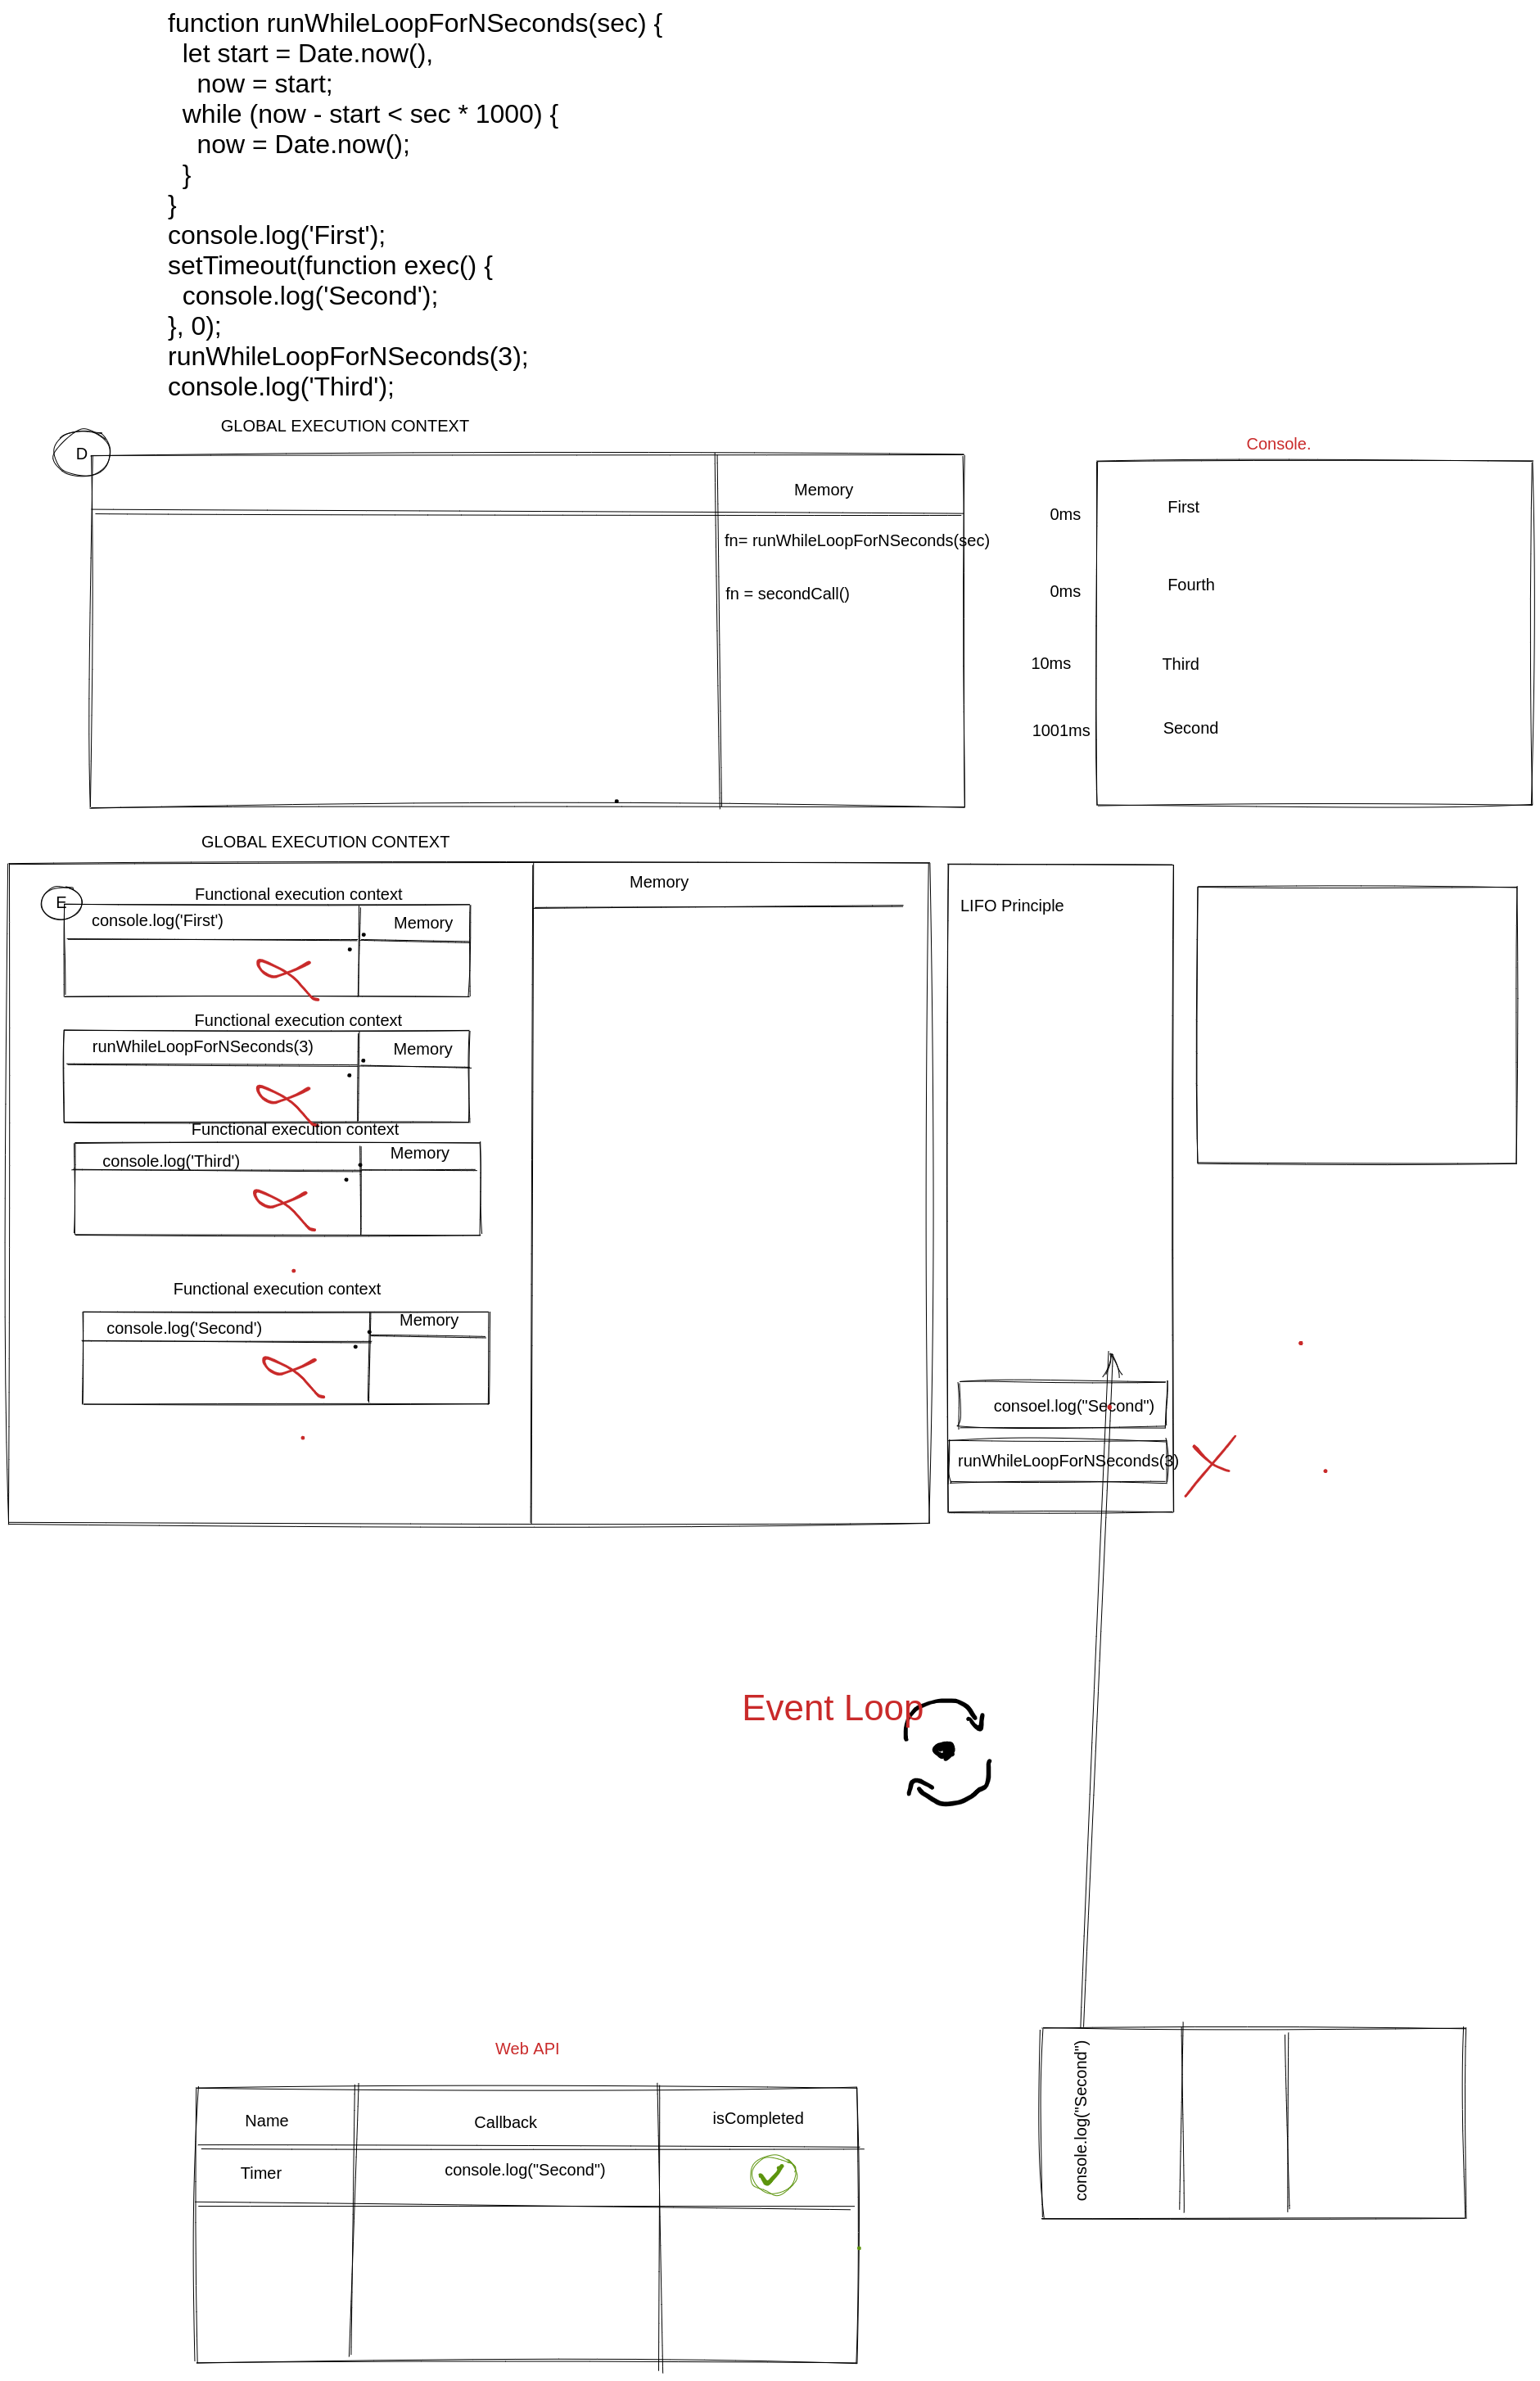 function runWhileLoopForNSeconds(sec) {
let start = Date.now(),
now = start;
while (now - start < sec * 1000) {
now = Date.now();
}
}
console.log('First');
setTimeout(function exec() {
console.log('Second');
}, 0);
runWhileLoopForNSeconds(3);
console.log('Third');
GLOBAL EXECUTION CONTEXT
D
Memory
fn= runWhileLoopForNSeconds(sec)
fn = secondCall()
Console.
0ms
First
0ms
Fourth
10ms
Third
1001ms
Second
GLOBAL EXECUTION CONTEXT
E
Memory
Functional execution context
console.log('First')
Memory
Functional execution context
runWhileLoopForNSeconds(3)
Memory
Functional execution context
console.log('Third')
Memory
Functional execution context
console.log('Second')
Memory
LIFO Principle
consoel.log("Second")
runWhileLoopForNSeconds(3)
Event Loop
Web API
Name
Callback
isCompleted
Timer
console.log("Second")
console.log("Second")